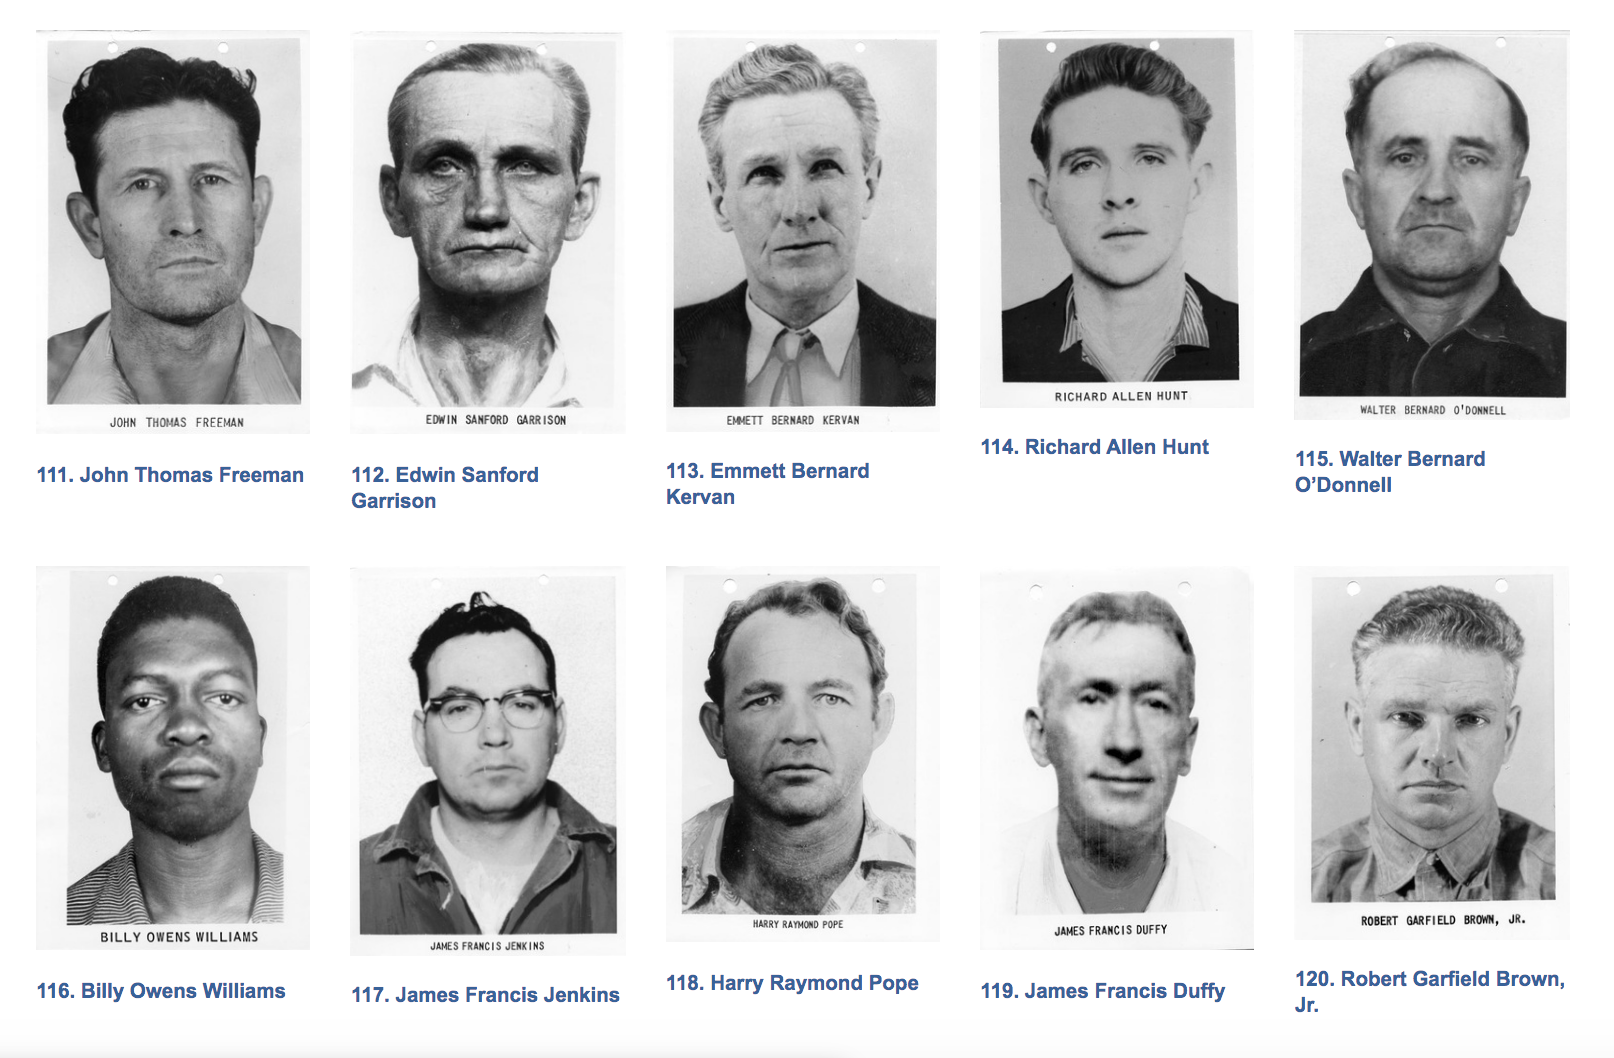 JOHN THOMAS FREEMAN
EDWIN SANFORD GARRISON
EMMETT BERNARD KERVAN
RICHARD ALLEN HUNT
WALTER BERNARD O'DONNELL
111. John Thomas Freeman
112. Edwin Sanford
Garrison
113. Emmett Bernard
Kervan
114. Richard Allen Hunt
115. Walter Bernard
O’Donnell
BILLY OWENS WILLIAMS
JAMES FRANCIS JENKINS
HARRY RAYMOND POPE
JAMES FRANCIS DUFFY
ROBERT GARFIELD BROWN, JR.
116. Billy Owens Williams
117. James Francis Jenkins
118. Harry Raymond Pope
119. James Francis Duffy
120. Robert Garfield Brown,
Jr.